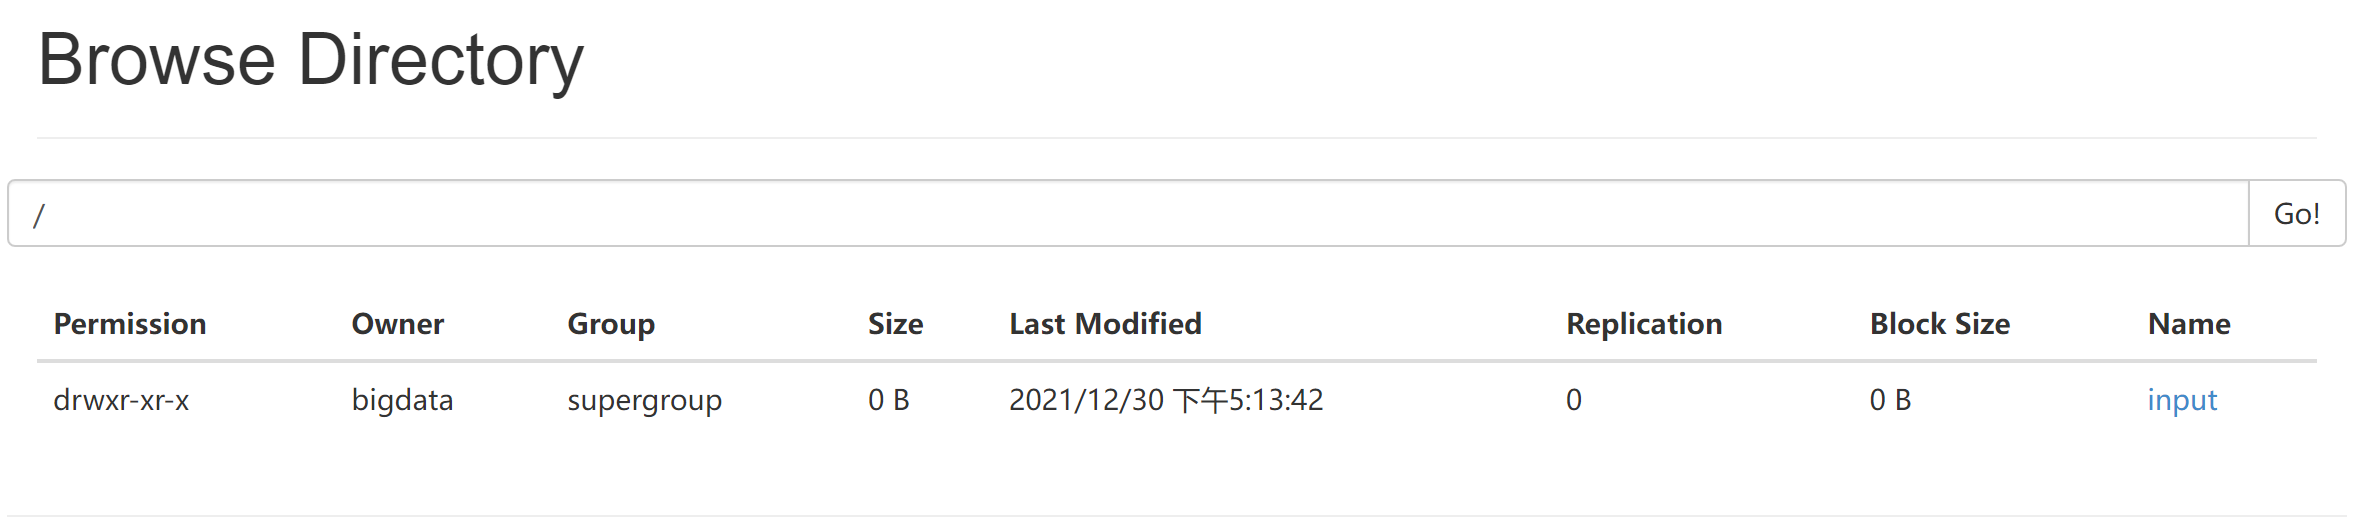 Browse Directory
/ Go!
Permission Owner Group Size Last Modified Replication Block Size Name
drwxr-xr-x bigdata supergroup 0 B 2021/12/30 下午5:13:42 0 0 B input